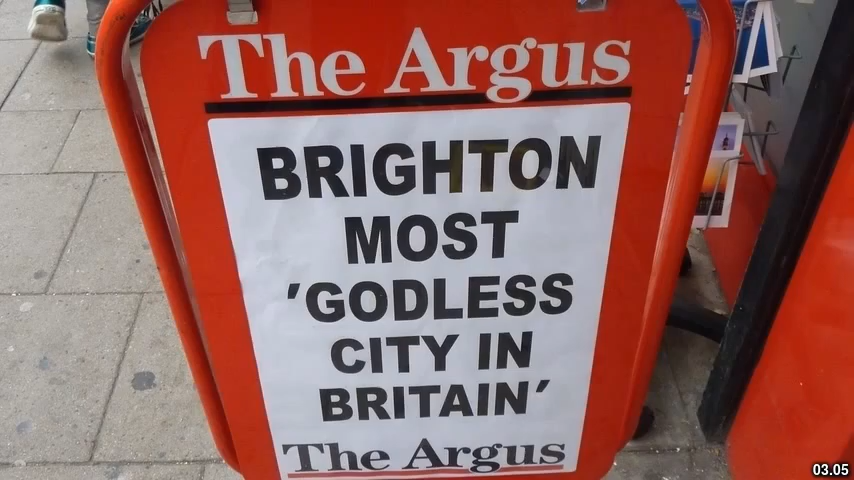 The Argus
BRIGHTON
MOST
'GODLESS
CITY IN
BRITAIN'
The Argus
03.05